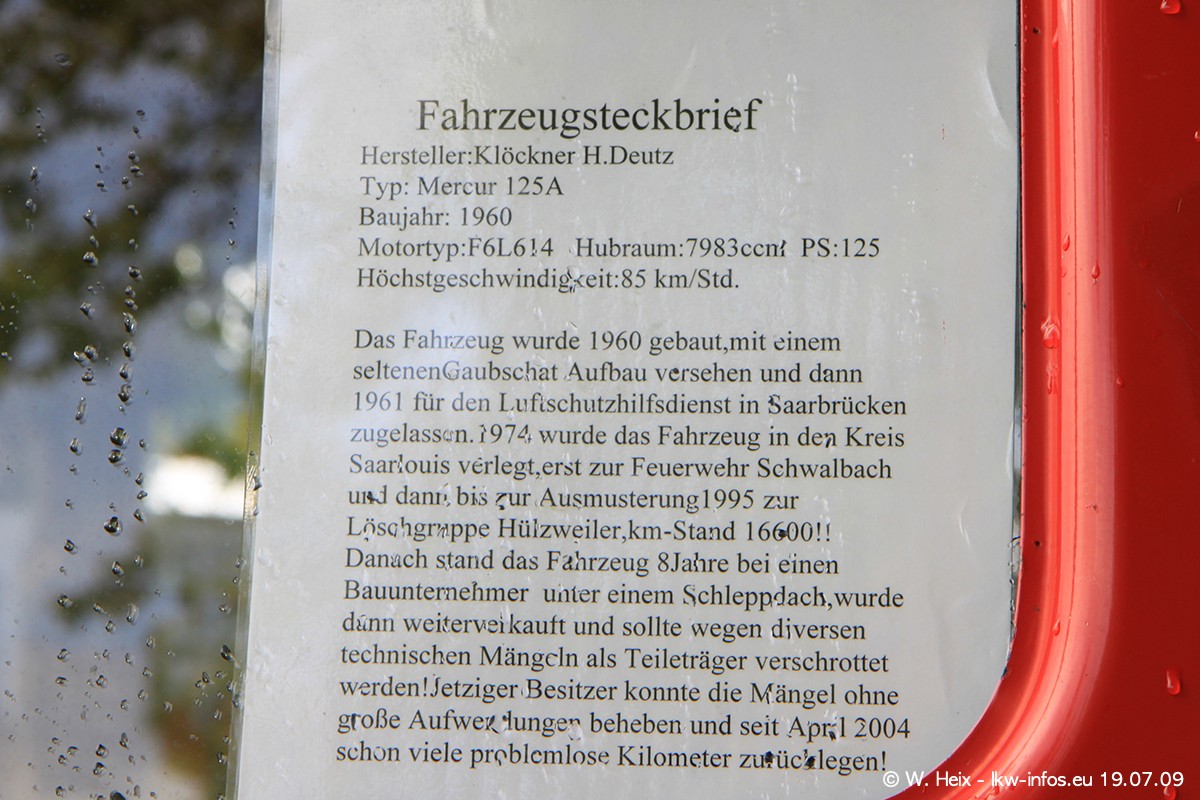 Fahrzeugsteckbrief
Hersteller:Klöckner H.Deutz
Typ: Mercur 125A
Baujahr: 1960
Motortyp:F6L614 Hubraum:7983ccm PS:125
Höchstgeschwindigkeit:85 km/Std.
Das Fahrzeug wurde 1960 gebaut,mit einem
seltenenGaubschat Aufbau versehen und dann
1961 für den Luftschutzhilfsdienst in Saarbrücken
zugelassen.1974 wurde das Fahrzeug in den Kreis
Saarlouis verlegt,erst zur Feuerwehr Schwalbach
und dann bis zur Ausmusterung1995 zur
Löschgruppe Hülzweiler,km-Stand 16600!!
Danach stand das Fahrzeug 8Jahre bei einen
Bauunternehmer unter einem Schleppdach,wurde
dann weiterverkauft und sollte wegen diversen
technischen Mängeln als Teileträger verschrottet
werden!Jetziger Besitzer konnte die Mängel ohne
große Aufwendungen beheben und seit April 2004
schon viele problemlose Kilometer zurücklegen!
© W. Heix - lkw-infos.eu 19.07.09